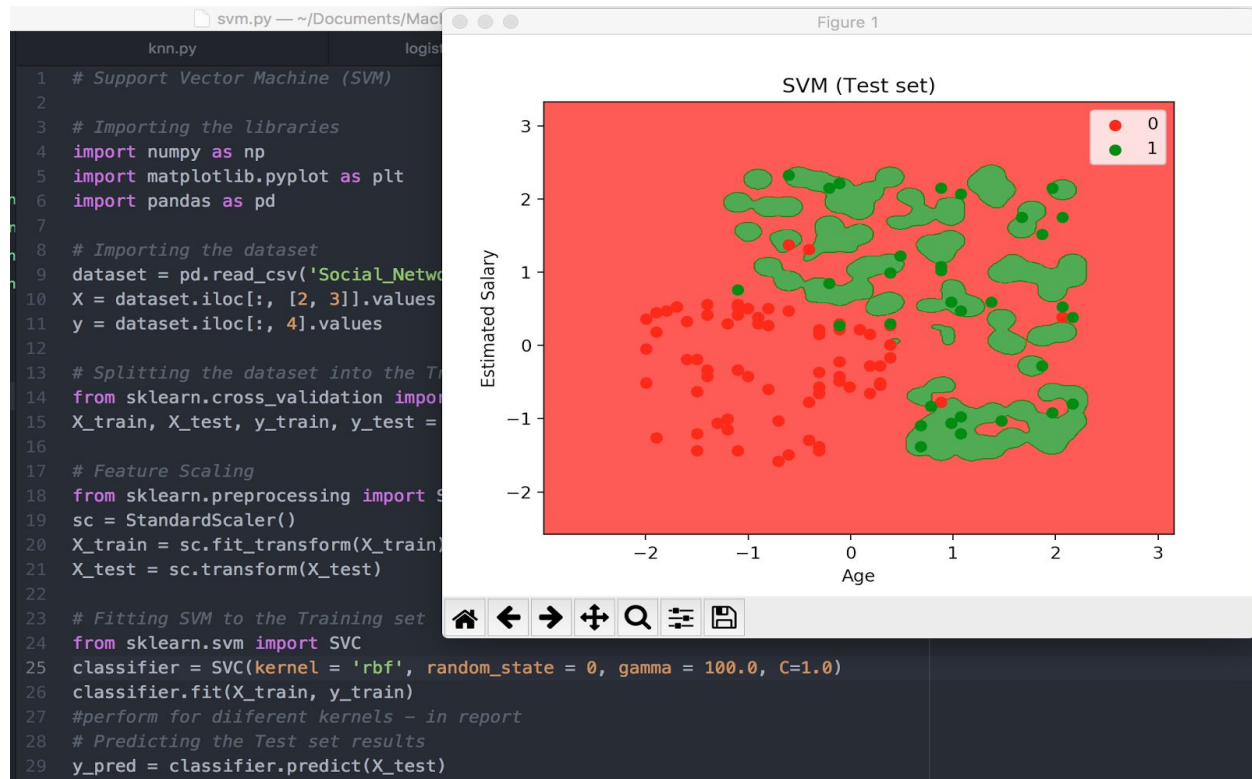 svm.py — ~/Documents/Mac
knn.py
logist
1 # Support Vector Machine (SVM)
2
3 # Importing the libraries
4 import numpy as np
5 import matplotlib.pyplot as plt
6 import pandas as pd
7
8 # Importing the dataset
9 dataset = pd.read_csv('Social_Netwo
10 X = dataset.iloc[:, [2, 3]].values
11 y = dataset.iloc[:, 4].values
12
13 # Splitting the dataset into the Tr
14 from sklearn.cross_validation impor
15 X_train, X_test, y_train, y_test =
16
17 # Feature Scaling
18 from sklearn.preprocessing import S
19 sc = StandardScaler()
20 X_train = sc.fit_transform(X_train)
21 X_test = sc.transform(X_test)
22
23 # Fitting SVM to the Training set
24 from sklearn.svm import SVC
25 classifier = SVC(kernel = 'rbf', random_state = 0, gamma = 100.0, C=1.0)
26 classifier.fit(X_train, y_train)
27 #perform for diiferent kernels – in report
28 # Predicting the Test set results
29 y_pred = classifier.predict(X_test)
Figure 1
SVM (Test set)
0
1
Estimated Salary
3
2
1
0
−1
−2
−2 −1 0 1 2 3
Age